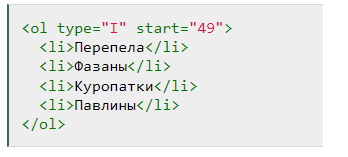 <ol type="I" start="49">
<li>Перепела</li>
<li>Фазаны</li>
<li>Куропатки</li>
<li>Павлины</li>
</ol>